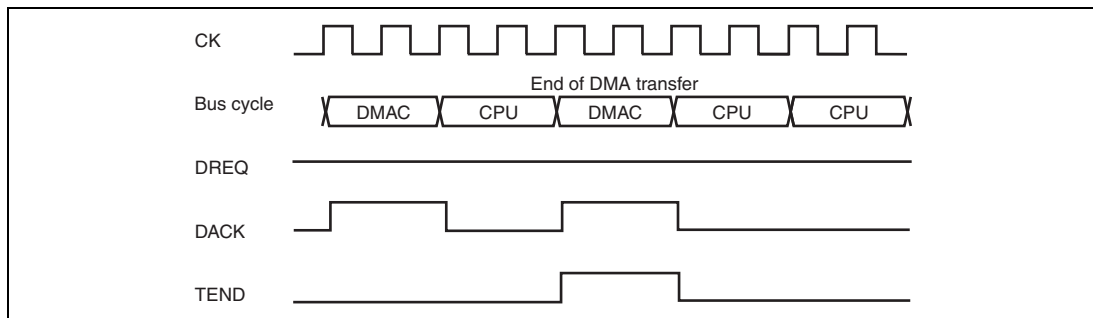 CK
End of DMA transfer
Bus cycle DMAC CPU DMAC CPU CPU
DREQ
DACK
TEND